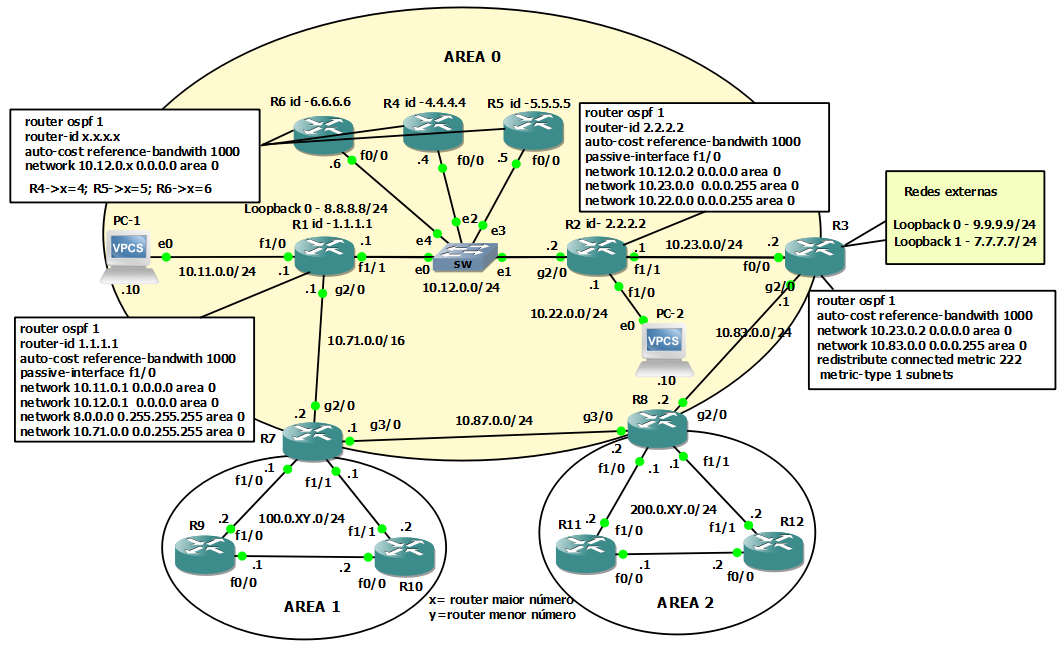 AREA 0
R6 id -6.6.6.6
R4 id -4.4.4.4
R5 id -5.5.5.5
router ospf 1
router-id x.x.x.x
auto-cost reference-bandwith 1000
network 10.12.0.x 0.0.0.0 area 0
R4->x=4; R5->x=5; R6->x=6
f0/0
.6
.4
f0/0
.5
f0/0
router ospf 1
router-id 2.2.2.2
auto-cost reference-bandwith 1000
passive-interface f1/0
network 10.12.0.2 0.0.0.0 area 0
network 10.23.0.0 0.0.0.255 area 0
network 10.22.0.0 0.0.0.255 area 0
Redes externas
Loopback 0 - 9.9.9.9/24
Loopback 1 - 7.7.7.7/24
PC-1
VPCS
e0
.10
10.11.0.0/24
Loopback 0 - 8.8.8.8/24
R1 id -1.1.1.1
f1/0
.1
.1
f1/1
.1
g2/0
e4
e2
e3
e0
e1
SW
10.12.0.0/24
R2 id- 2.2.2.2
.2
g2/0
.1
f1/1
.1
f1/0
10.23.0.0/24
R3
.2
f0/0
g2/0
.1
10.22.0.0/24
e0
PC-2
VPCS
.10
10.83.0.0/24
router ospf 1
auto-cost reference-bandwith 1000
network 10.23.0.2 0.0.0.0 area 0
network 10.83.0.0 0.0.0.255 area 0
redistribute connected metric 222
metric-type 1 subnets
router ospf 1
router-id 1.1.1.1
auto-cost reference-bandwith 1000
passive-interface f1/0
network 10.11.0.1 0.0.0.0 area 0
network 10.12.0.1 0.0.0.0 area 0
network 8.0.0.0 0.255.255.255 area 0
network 10.71.0.0 0.0.255.255 area 0
10.71.0.0/16
g2/0
.2
R7
.1
g3/0
10.87.0.0/24
R8
.2
g2/0
g3/0
.2
.1
f1/0
.1
f1/1
f1/0
.1
.1
f1/1
100.0.XY.0/24
R9
.2
f1/0
.2
f1/1
.1
f0/0
.2
f0/0
R10
AREA 1
x= router maior número
y=router menor número
200.0.XY.0/24
R11
.2
f1/0
.2
f1/1
R12
.1
f0/0
.2
f0/0
AREA 2